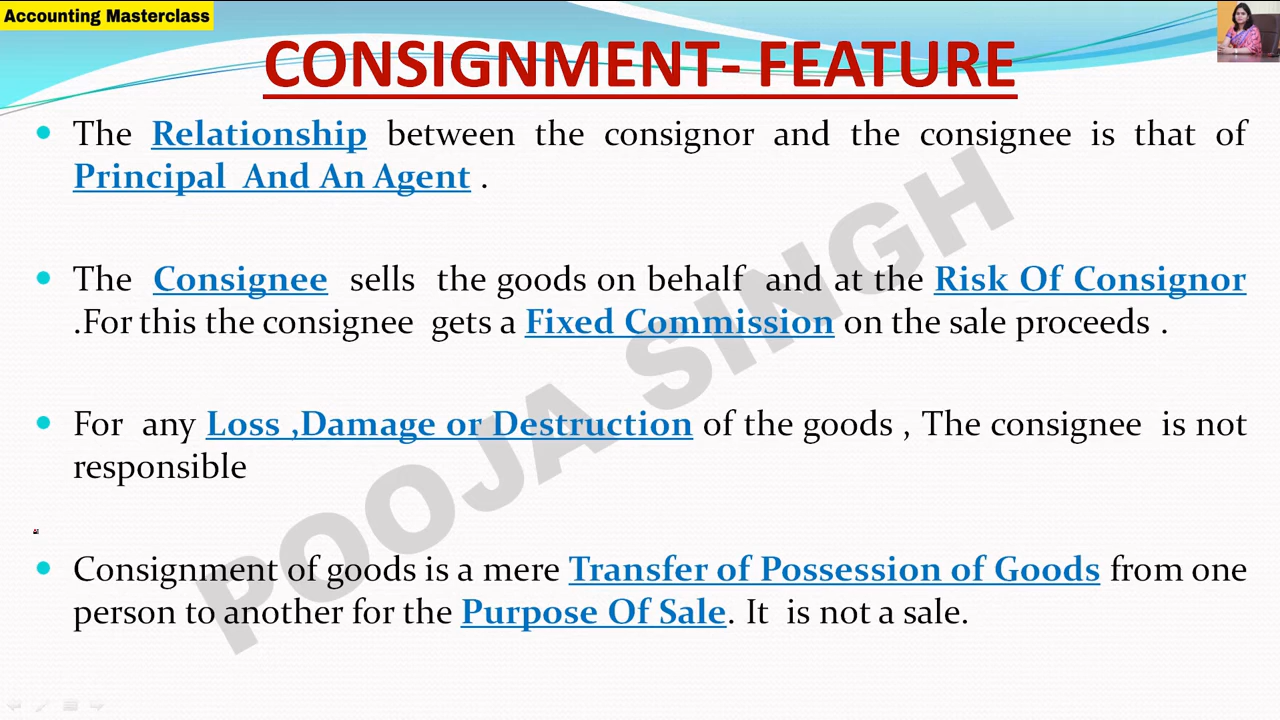 Accounting Masterclass
CONSIGNMENT- FEATURE
• The Relationship between the consignor and the consignee is that of
Principal And An Agent .
• The Consignee sells the goods on behalf and at the Risk Of Consignor
.For this the consignee gets a Fixed Commission on the sale proceeds .
• For any Loss ,Damage or Destruction of the goods , The consignee is not
responsible
• Consignment of goods is a mere Transfer of Possession of Goods from one
person to another for the Purpose Of Sale. It is not a sale.
POOJA SINGH